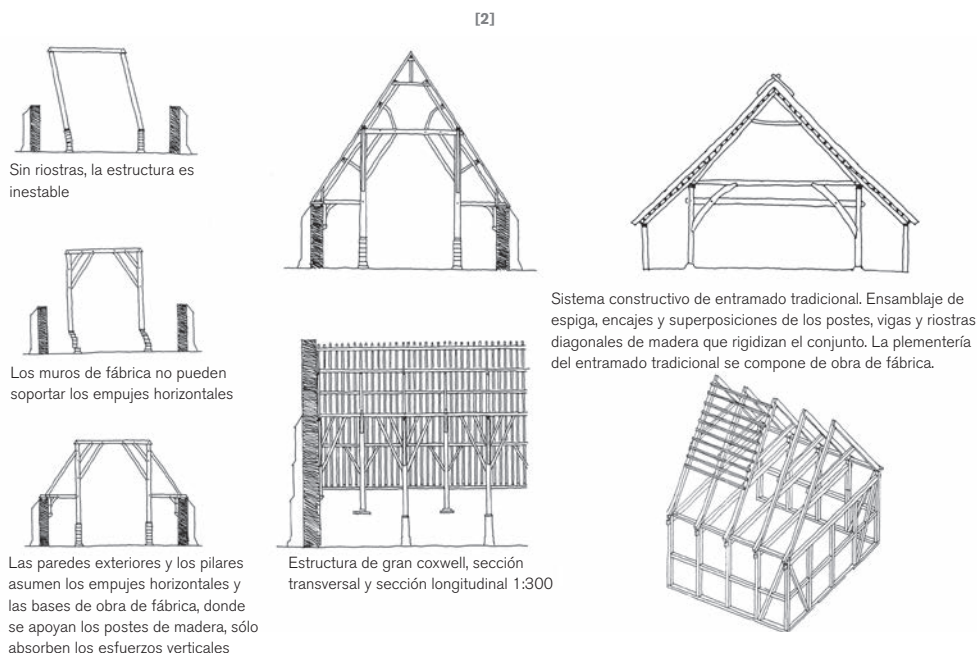 [2]
Sin riostras, la estructura es
inestable
Los muros de fábrica no pueden
soportar los empujes horizontales
Las paredes exteriores y los pilares
asumen los empujes horizontales y
las bases de obra de fábrica, donde
se apoyan los postes de madera, sólo
absorben los esfuerzos verticales
Estructura de gran coxwell, sección
transversal y sección longitudinal 1:300
Sistema constructivo de entramado tradicional. Ensamblaje de
espiga, encajes y superposiciones de los postes, vigas y riostras
diagonales de madera que rigidizan el conjunto. La plementería
del entramado tradicional se compone de obra de fábrica.